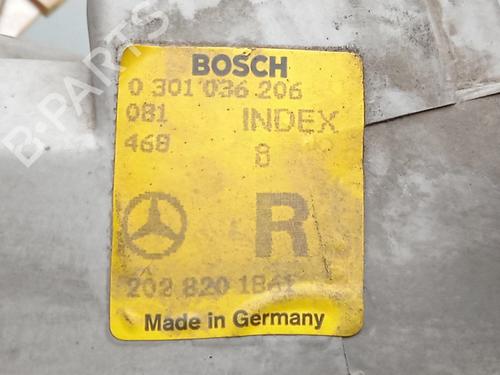 BOSCH
0 301 036 206
081 INDEX
468 8
R
202 820 1861
Made in Germany
B-PARTS